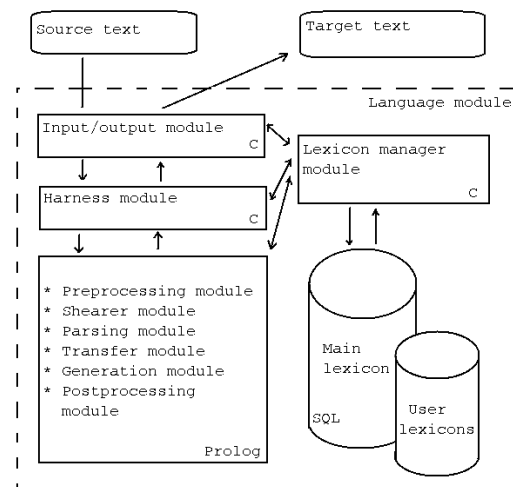 Source text
Target text
Language module
Input/output module
C
Lexicon manager
module
C
Harness module
C
* Preprocessing module
* Shearer module
* Parsing module
* Transfer module
* Generation module
* Postprocessing
module
Prolog
Main
lexicon
SQL
User
lexicons